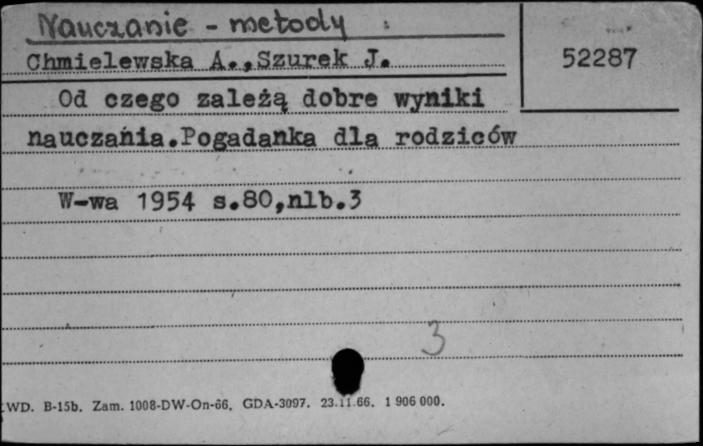 Nauczanie - metody
Chmielewska A., Szurek J.
52287
Od czego zależą dobre wyniki
nauczania. Pogadanka dla rodziców
W-wa 1954 s.80, nlb.3
3
WD. B-15b. Zam. 1008-DW-On-66. GDA-3097. 23.11.66. 1 906 000.